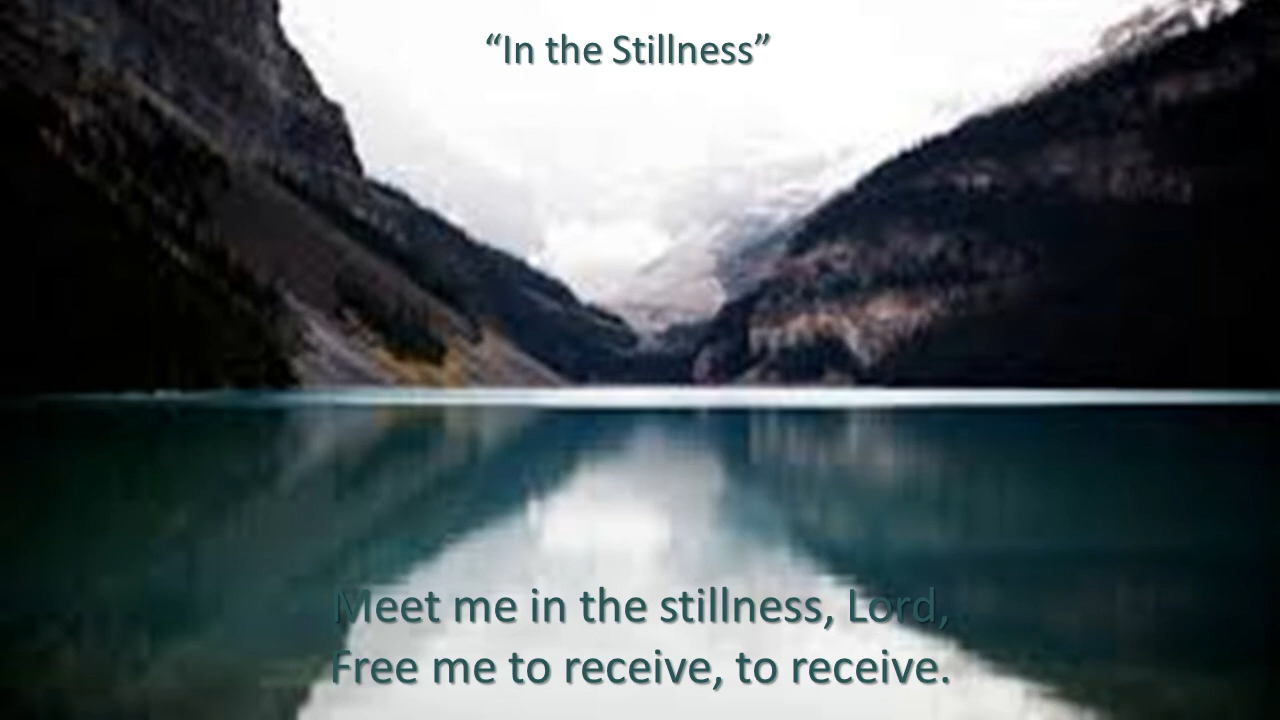 “In the Stillness”
Meet me in the stillness, Lord,
Free me to receive, to receive.